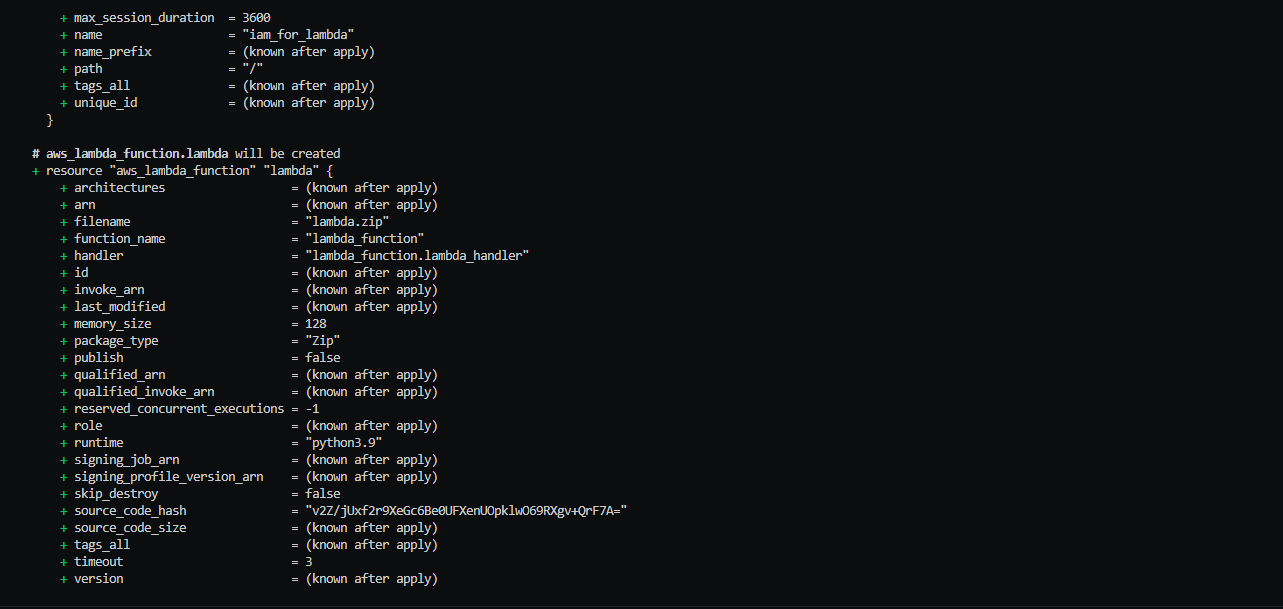 + max_session_duration  = 3600
+ name                  = "iam_for_lambda"
+ name_prefix           = (known after apply)
+ path                  = "/"
+ tags_all              = (known after apply)
+ unique_id             = (known after apply)
}
# aws_lambda_function.lambda will be created
+ resource "aws_lambda_function" "lambda" {
+ architectures                  = (known after apply)
+ arn                            = (known after apply)
+ filename                       = "lambda.zip"
+ function_name                  = "lambda_function"
+ handler                        = "lambda_function.lambda_handler"
+ id                             = (known after apply)
+ invoke_arn                     = (known after apply)
+ last_modified                  = (known after apply)
+ memory_size                    = 128
+ package_type                   = "Zip"
+ publish                        = false
+ qualified_arn                  = (known after apply)
+ qualified_invoke_arn           = (known after apply)
+ reserved_concurrent_executions = -1
+ role                           = (known after apply)
+ runtime                        = "python3.9"
+ signing_job_arn                = (known after apply)
+ signing_profile_version_arn    = (known after apply)
+ skip_destroy                   = false
+ source_code_hash               = "v2Z/jUxf2r9XeGc6Be0UFXenUOpklwO69RXgv+QrF7A="
+ source_code_size               = (known after apply)
+ tags_all                       = (known after apply)
+ timeout                        = 3
+ version                        = (known after apply)